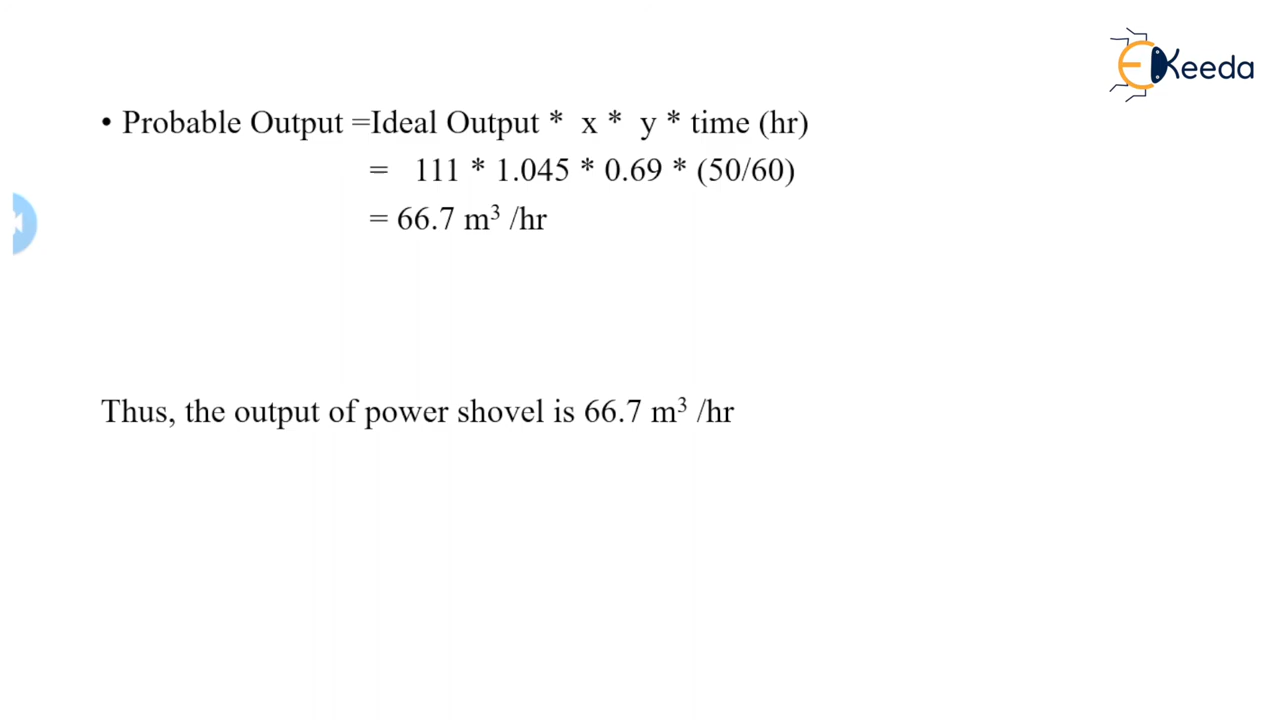 EKeeda
• Probable Output =Ideal Output * x * y * time (hr)
= 111 * 1.045 * 0.69 * (50/60)
= 66.7 m³ /hr
Thus, the output of power shovel is 66.7 m³ /hr